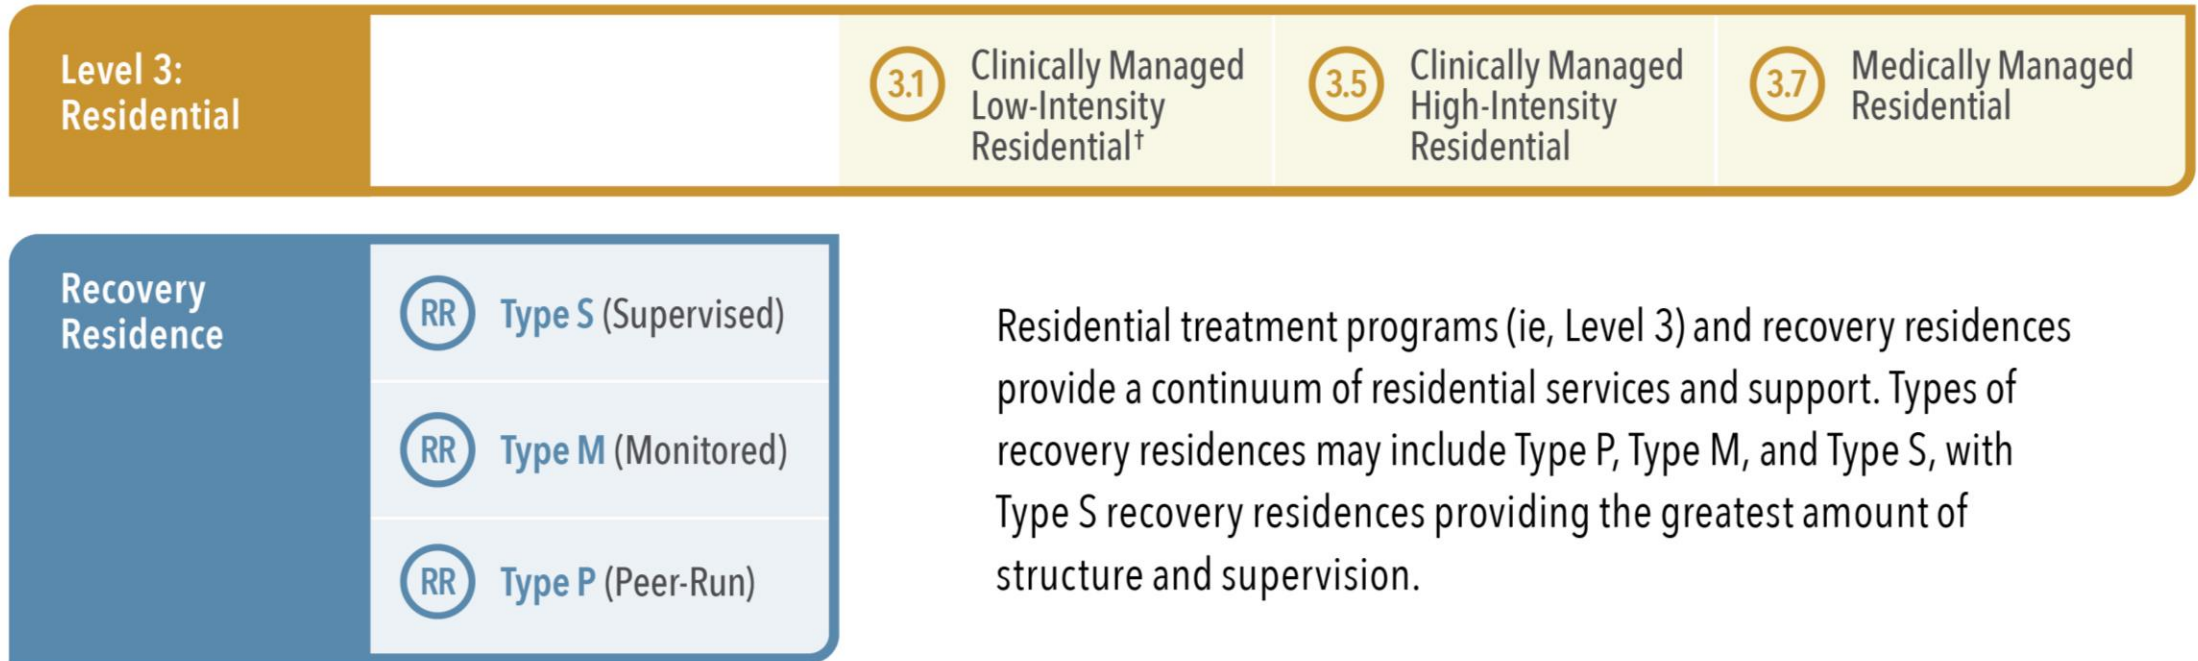 Level 3:
Residential
3.1
Clinically Managed
Low-Intensity
Residential†
3.5
Clinically Managed
High-Intensity
Residential
3.7
Medically Managed
Residential
Recovery
Residence
RR Type S (Supervised)
RR Type M (Monitored)
RR Type P (Peer-Run)
Residential treatment programs (ie, Level 3) and recovery residences
provide a continuum of residential services and support. Types of
recovery residences may include Type P, Type M, and Type S, with
Type S recovery residences providing the greatest amount of
structure and supervision.